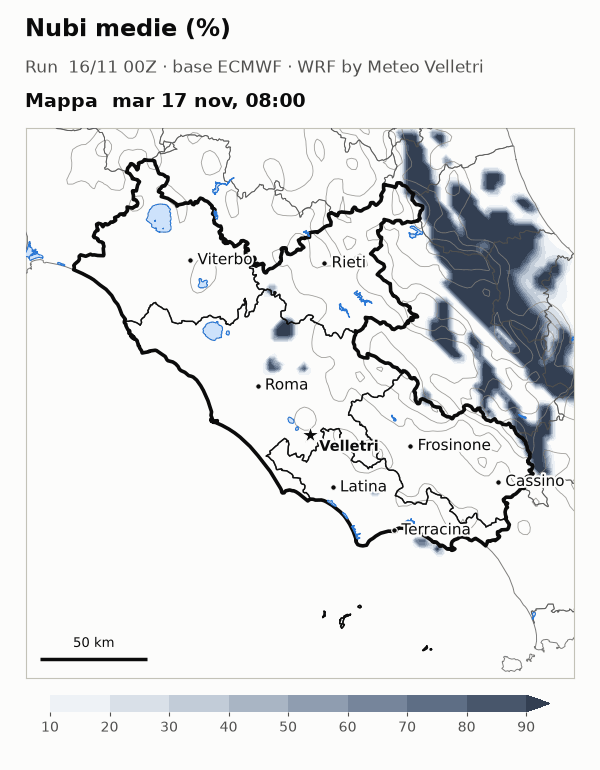 Nubi medie (%)
Run  16/11 00Z · base ECMWF · WRF by Meteo Velletri
Mappa  mar 17 nov, 08:00
Viterbo
Rieti
Roma
Velletri
Frosinone
Latina
Cassino
Terracina
50 km
10 20 30 40 50 60 70 80 90